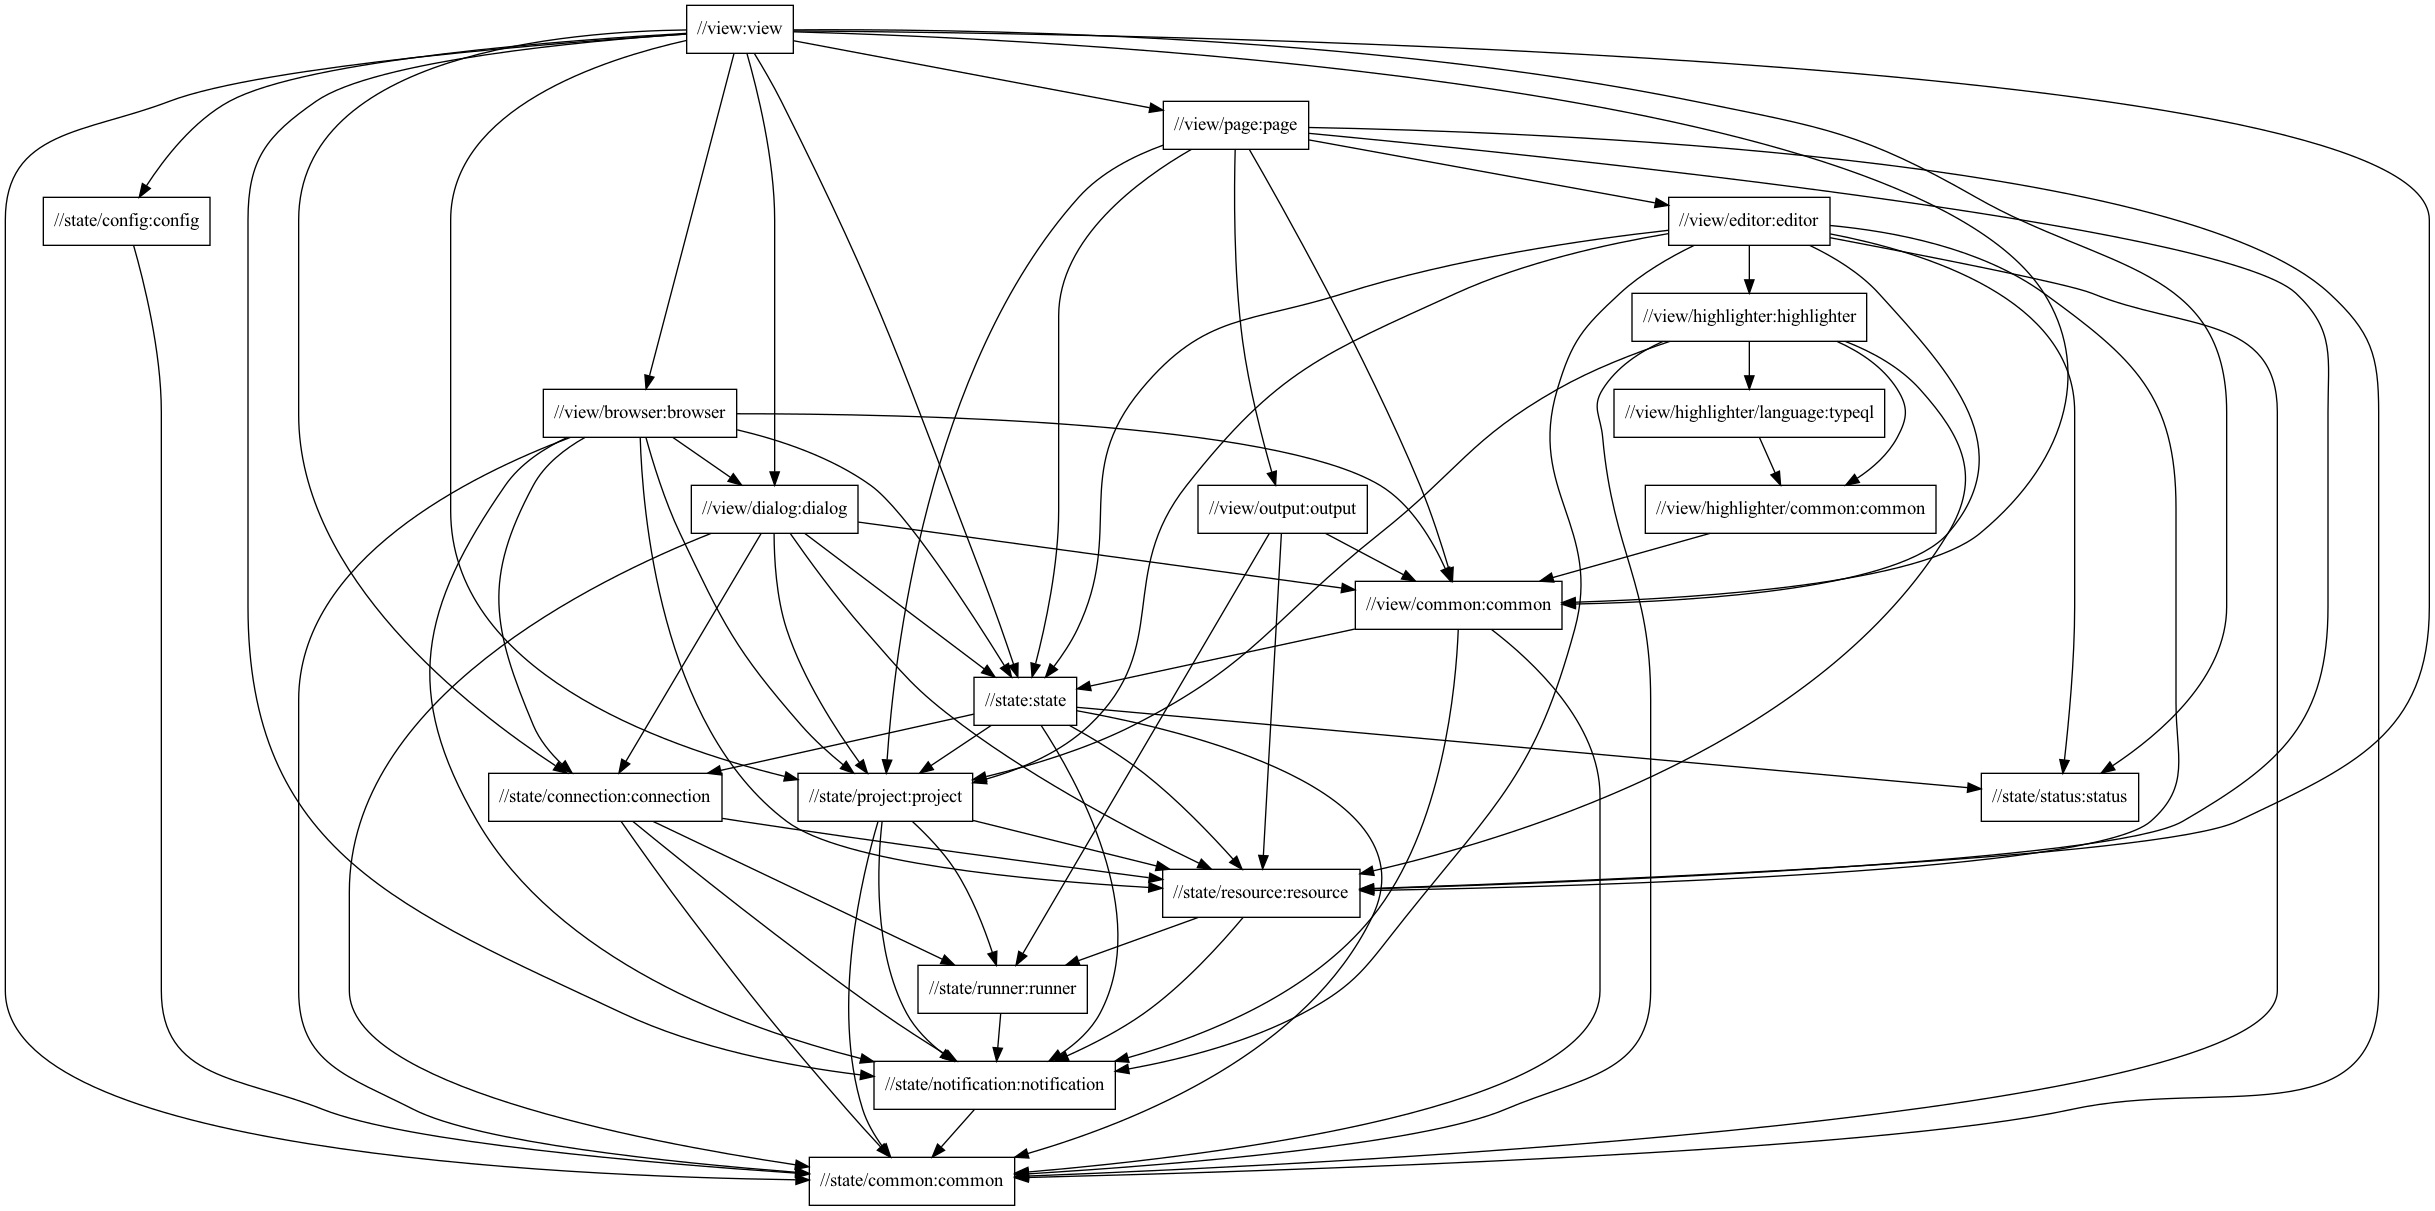 //view:view
//view/page:page
//state/config:config
//view/editor:editor
//view/highlighter:highlighter
//view/browser:browser
//view/highlighter/language:typeql
//view/dialog:dialog
//view/output:output
//view/highlighter/common:common
//view/common:common
//state:state
//state/connection:connection
//state/project:project
//state/status:status
//state/resource:resource
//state/runner:runner
//state/notification:notification
//state/common:common